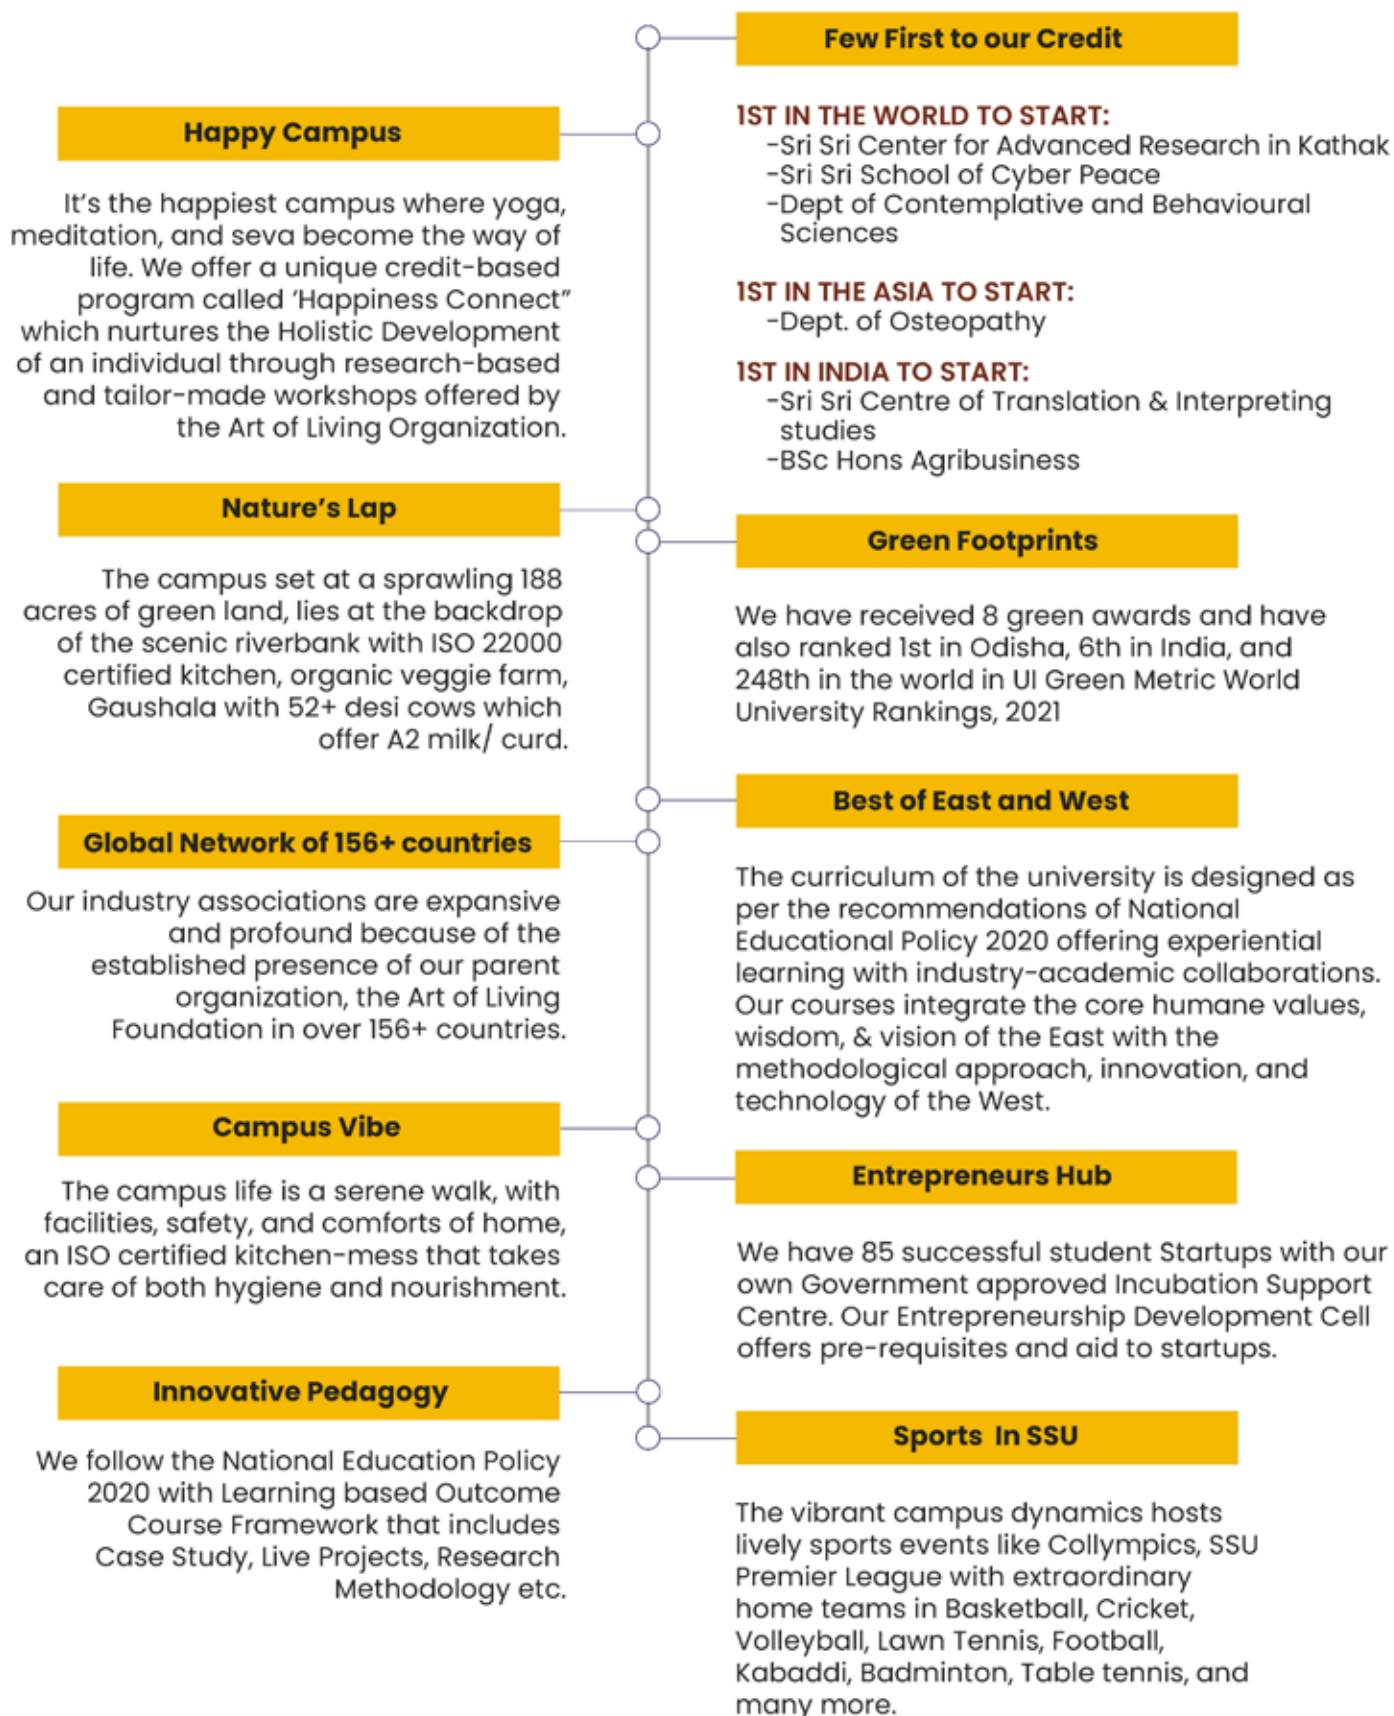 Few First to our Credit
1ST IN THE WORLD TO START:
-Sri Sri Center for Advanced Research in Kathak
-Sri Sri School of Cyber Peace
-Dept of Contemplative and Behavioural
Sciences
1ST IN THE ASIA TO START:
-Dept. of Osteopathy
1ST IN INDIA TO START:
-Sri Sri Centre of Translation & Interpreting
studies
-BSc Hons Agribusiness
Happy Campus
It's the happiest campus where yoga,
meditation, and seva become the way of
life. We offer a unique credit-based
program called ‘Happiness Connect”
which nurtures the Holistic Development
of an individual through research-based
and tailor-made workshops offered by
the Art of Living Organization.
Nature's Lap
The campus set at a sprawling 188
acres of green land, lies at the backdrop
of the scenic riverbank with ISO 22000
certified kitchen, organic veggie farm,
Gaushala with 52+ desi cows which
offer A2 milk/ curd.
Green Footprints
We have received 8 green awards and have
also ranked 1st in Odisha, 6th in India, and
248th in the world in UI Green Metric World
University Rankings, 2021
Best of East and West
The curriculum of the university is designed as
per the recommendations of National
Educational Policy 2020 offering experiential
learning with industry-academic collaborations.
Our courses integrate the core humane values,
wisdom, & vision of the East with the
methodological approach, innovation, and
technology of the West.
Global Network of 156+ countries
Our industry associations are expansive
and profound because of the
established presence of our parent
organization, the Art of Living
Foundation in over 156+ countries.
Campus Vibe
The campus life is a serene walk, with
facilities, safety, and comforts of home,
an ISO certified kitchen-mess that takes
care of both hygiene and nourishment.
Entrepreneurs Hub
We have 85 successful student Startups with our
own Government approved Incubation Support
Centre. Our Entrepreneurship Development Cell
offers pre-requisites and aid to startups.
Innovative Pedagogy
We follow the National Education Policy
2020 with Learning based Outcome
Course Framework that includes
Case Study, Live Projects, Research
Methodology etc.
Sports In SSU
The vibrant campus dynamics hosts
lively sports events like Collympics, SSU
Premier League with extraordinary
home teams in Basketball, Cricket,
Volleyball, Lawn Tennis, Football,
Kabaddi, Badminton, Table tennis, and
many more.